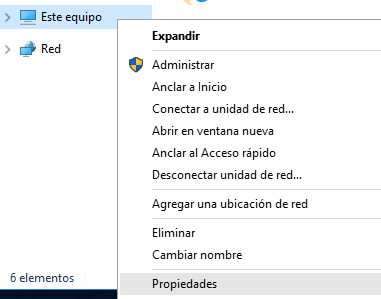 Este equipo
Red
Expandir
Administrar
Anclar a Inicio
Conectar a unidad de red...
Abrir en ventana nueva
Anclar al Acceso rápido
Desconectar unidad de red...
Agregar una ubicación de red
Eliminar
Cambiar nombre
Propiedades
6 elementos